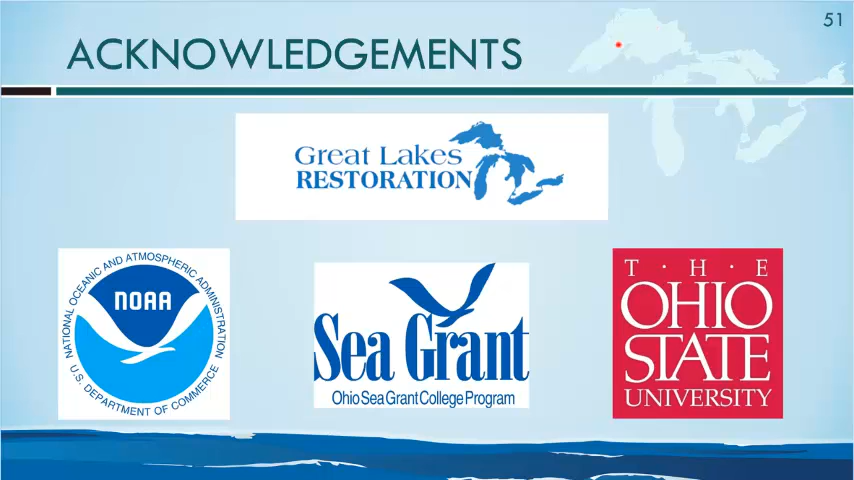 51
ACKNOWLEDGEMENTS
Great Lakes
RESTORATION
NATIONAL OCEANIC AND ATMOSPHERIC ADMINISTRATION
NOAA
U.S. DEPARTMENT OF COMMERCE
Sea Grant
Ohio Sea Grant College Program
T · H · E
OHIO
STATE
UNIVERSITY